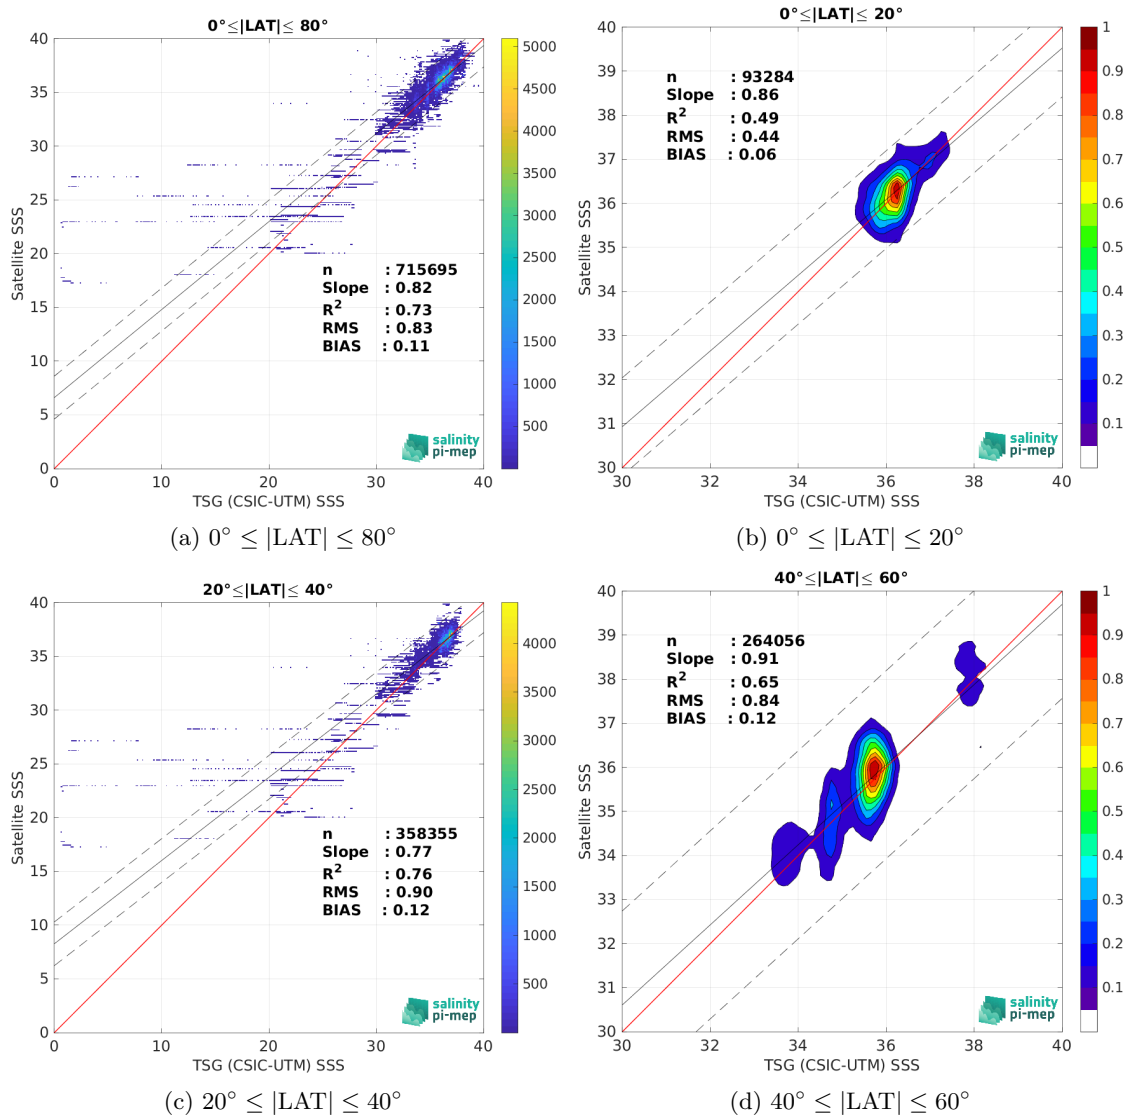 0°≤|LAT|≤ 80°
40
35
30
25
20
15
10
5
0
Satellite SSS
n : 715695
Slope : 0.82
R² : 0.73
RMS : 0.83
BIAS : 0.11
salinity
pi-mep
0 10 20 30 40
TSG (CSIC-UTM) SSS
5000
4500
4000
3500
3000
2500
2000
1500
1000
500
(a) 0° ≤ |LAT| ≤ 80°
0°≤|LAT|≤ 20°
40
39
38
37
36
35
34
33
32
31
30
Satellite SSS
n : 93284
Slope : 0.86
R² : 0.49
RMS : 0.44
BIAS : 0.06
salinity
pi-mep
30 32 34 36 38 40
TSG (CSIC-UTM) SSS
1
0.9
0.8
0.7
0.6
0.5
0.4
0.3
0.2
0.1
(b) 0° ≤ |LAT| ≤ 20°
20°≤|LAT|≤ 40°
40
35
30
25
20
15
10
5
0
Satellite SSS
n : 358355
Slope : 0.77
R² : 0.76
RMS : 0.90
BIAS : 0.12
salinity
pi-mep
0 10 20 30 40
TSG (CSIC-UTM) SSS
4000
3500
3000
2500
2000
1500
1000
500
(c) 20° ≤ |LAT| ≤ 40°
40°≤|LAT|≤ 60°
40
39
38
37
36
35
34
33
32
31
30
Satellite SSS
n : 264056
Slope : 0.91
R² : 0.65
RMS : 0.84
BIAS : 0.12
salinity
pi-mep
30 32 34 36 38 40
TSG (CSIC-UTM) SSS
1
0.9
0.8
0.7
0.6
0.5
0.4
0.3
0.2
0.1
(d) 40° ≤ |LAT| ≤ 60°